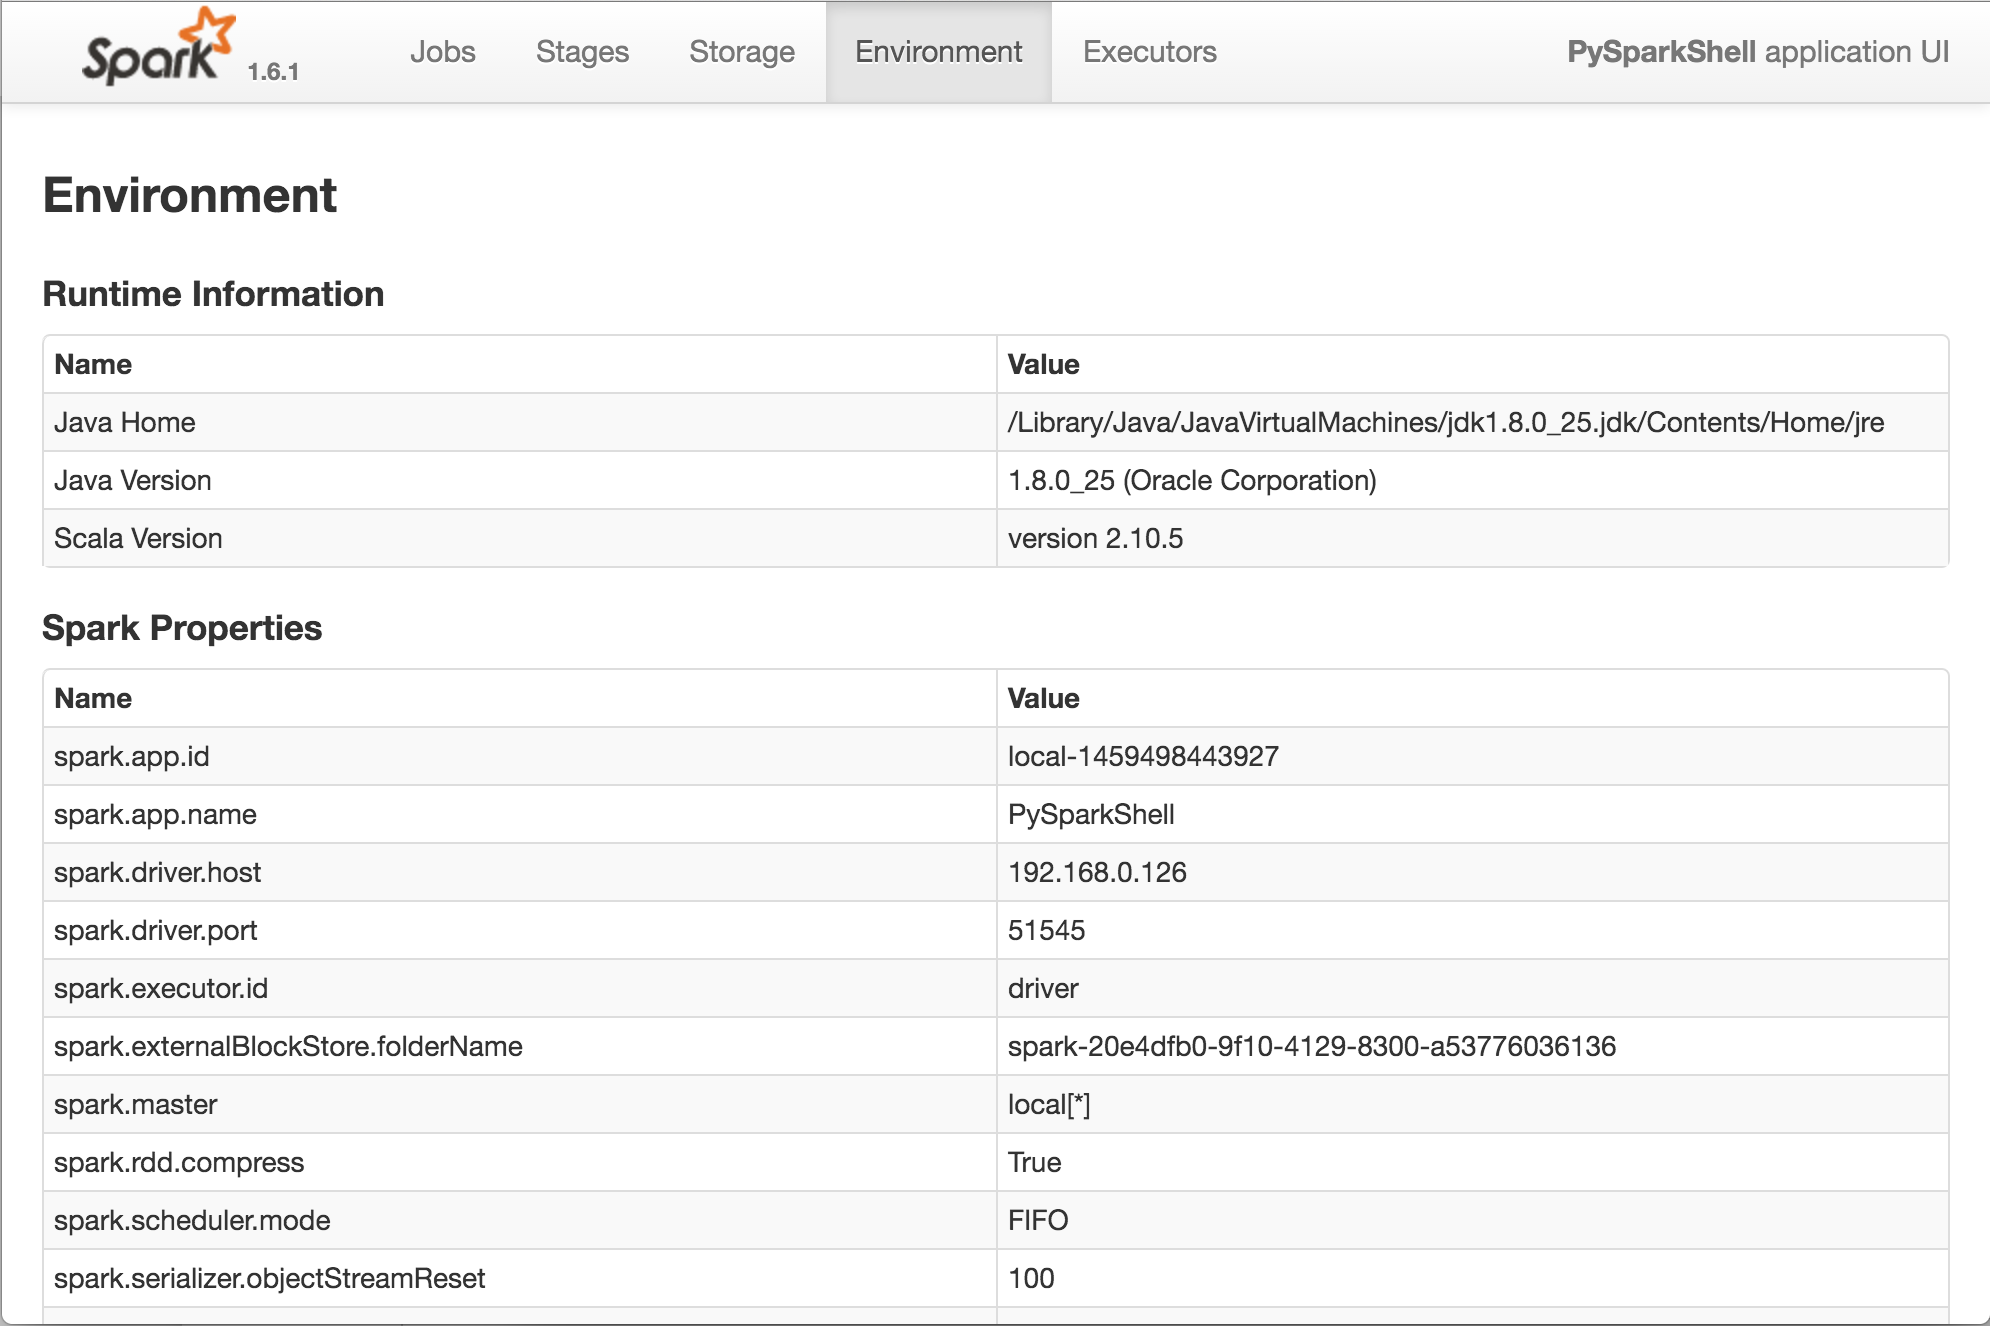 Spark 1.6.1 Jobs Stages Storage Environment Executors PySparkShell application UI
Environment
Runtime Information
Name Value
Java Home /Library/Java/JavaVirtualMachines/jdk1.8.0_25.jdk/Contents/Home/jre
Java Version 1.8.0_25 (Oracle Corporation)
Scala Version version 2.10.5
Spark Properties
Name Value
spark.app.id local-1459498443927
spark.app.name PySparkShell
spark.driver.host 192.168.0.126
spark.driver.port 51545
spark.executor.id driver
spark.externalBlockStore.folderName spark-20e4dfb0-9f10-4129-8300-a53776036136
spark.master local[*]
spark.rdd.compress True
spark.scheduler.mode FIFO
spark.serializer.objectStreamReset 100